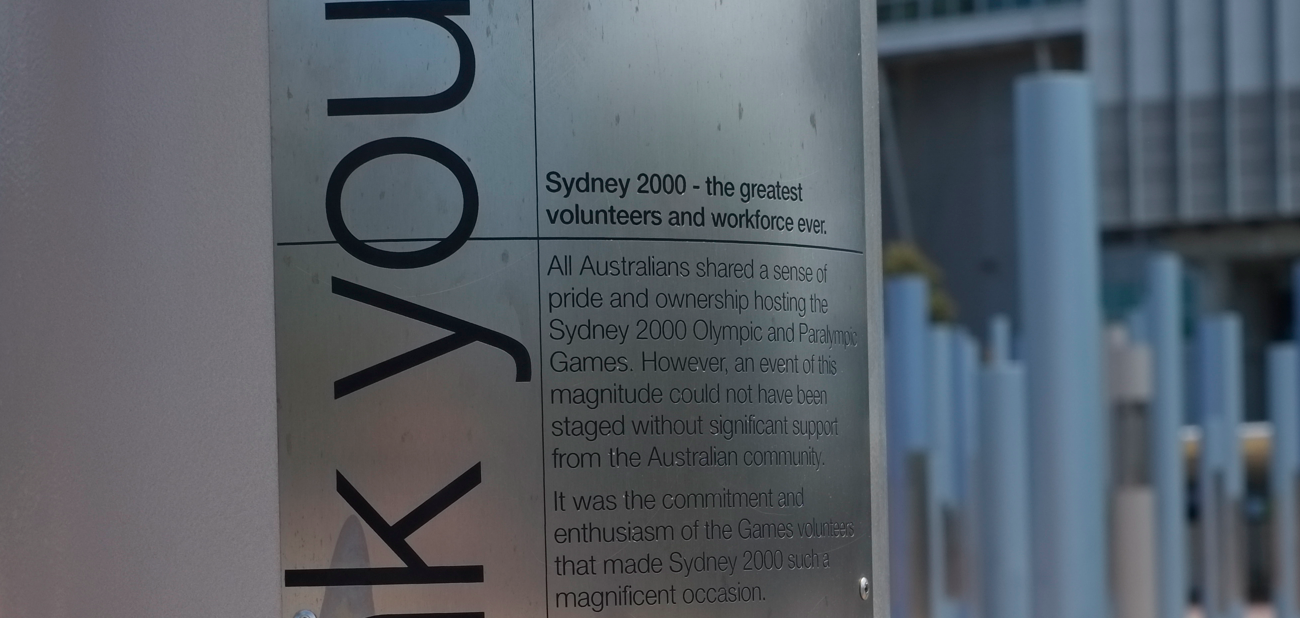 k you
Sydney 2000 - the greatest
volunteers and workforce ever.
All Australians shared a sense of
pride and ownership hosting the
Sydney 2000 Olympic and Paralympic
Games. However, an event of this
magnitude could not have been
staged without significant support
from the Australian community.
It was the commitment and
enthusiasm of the Games volunteers
that made Sydney 2000 such a
magnificent occasion.